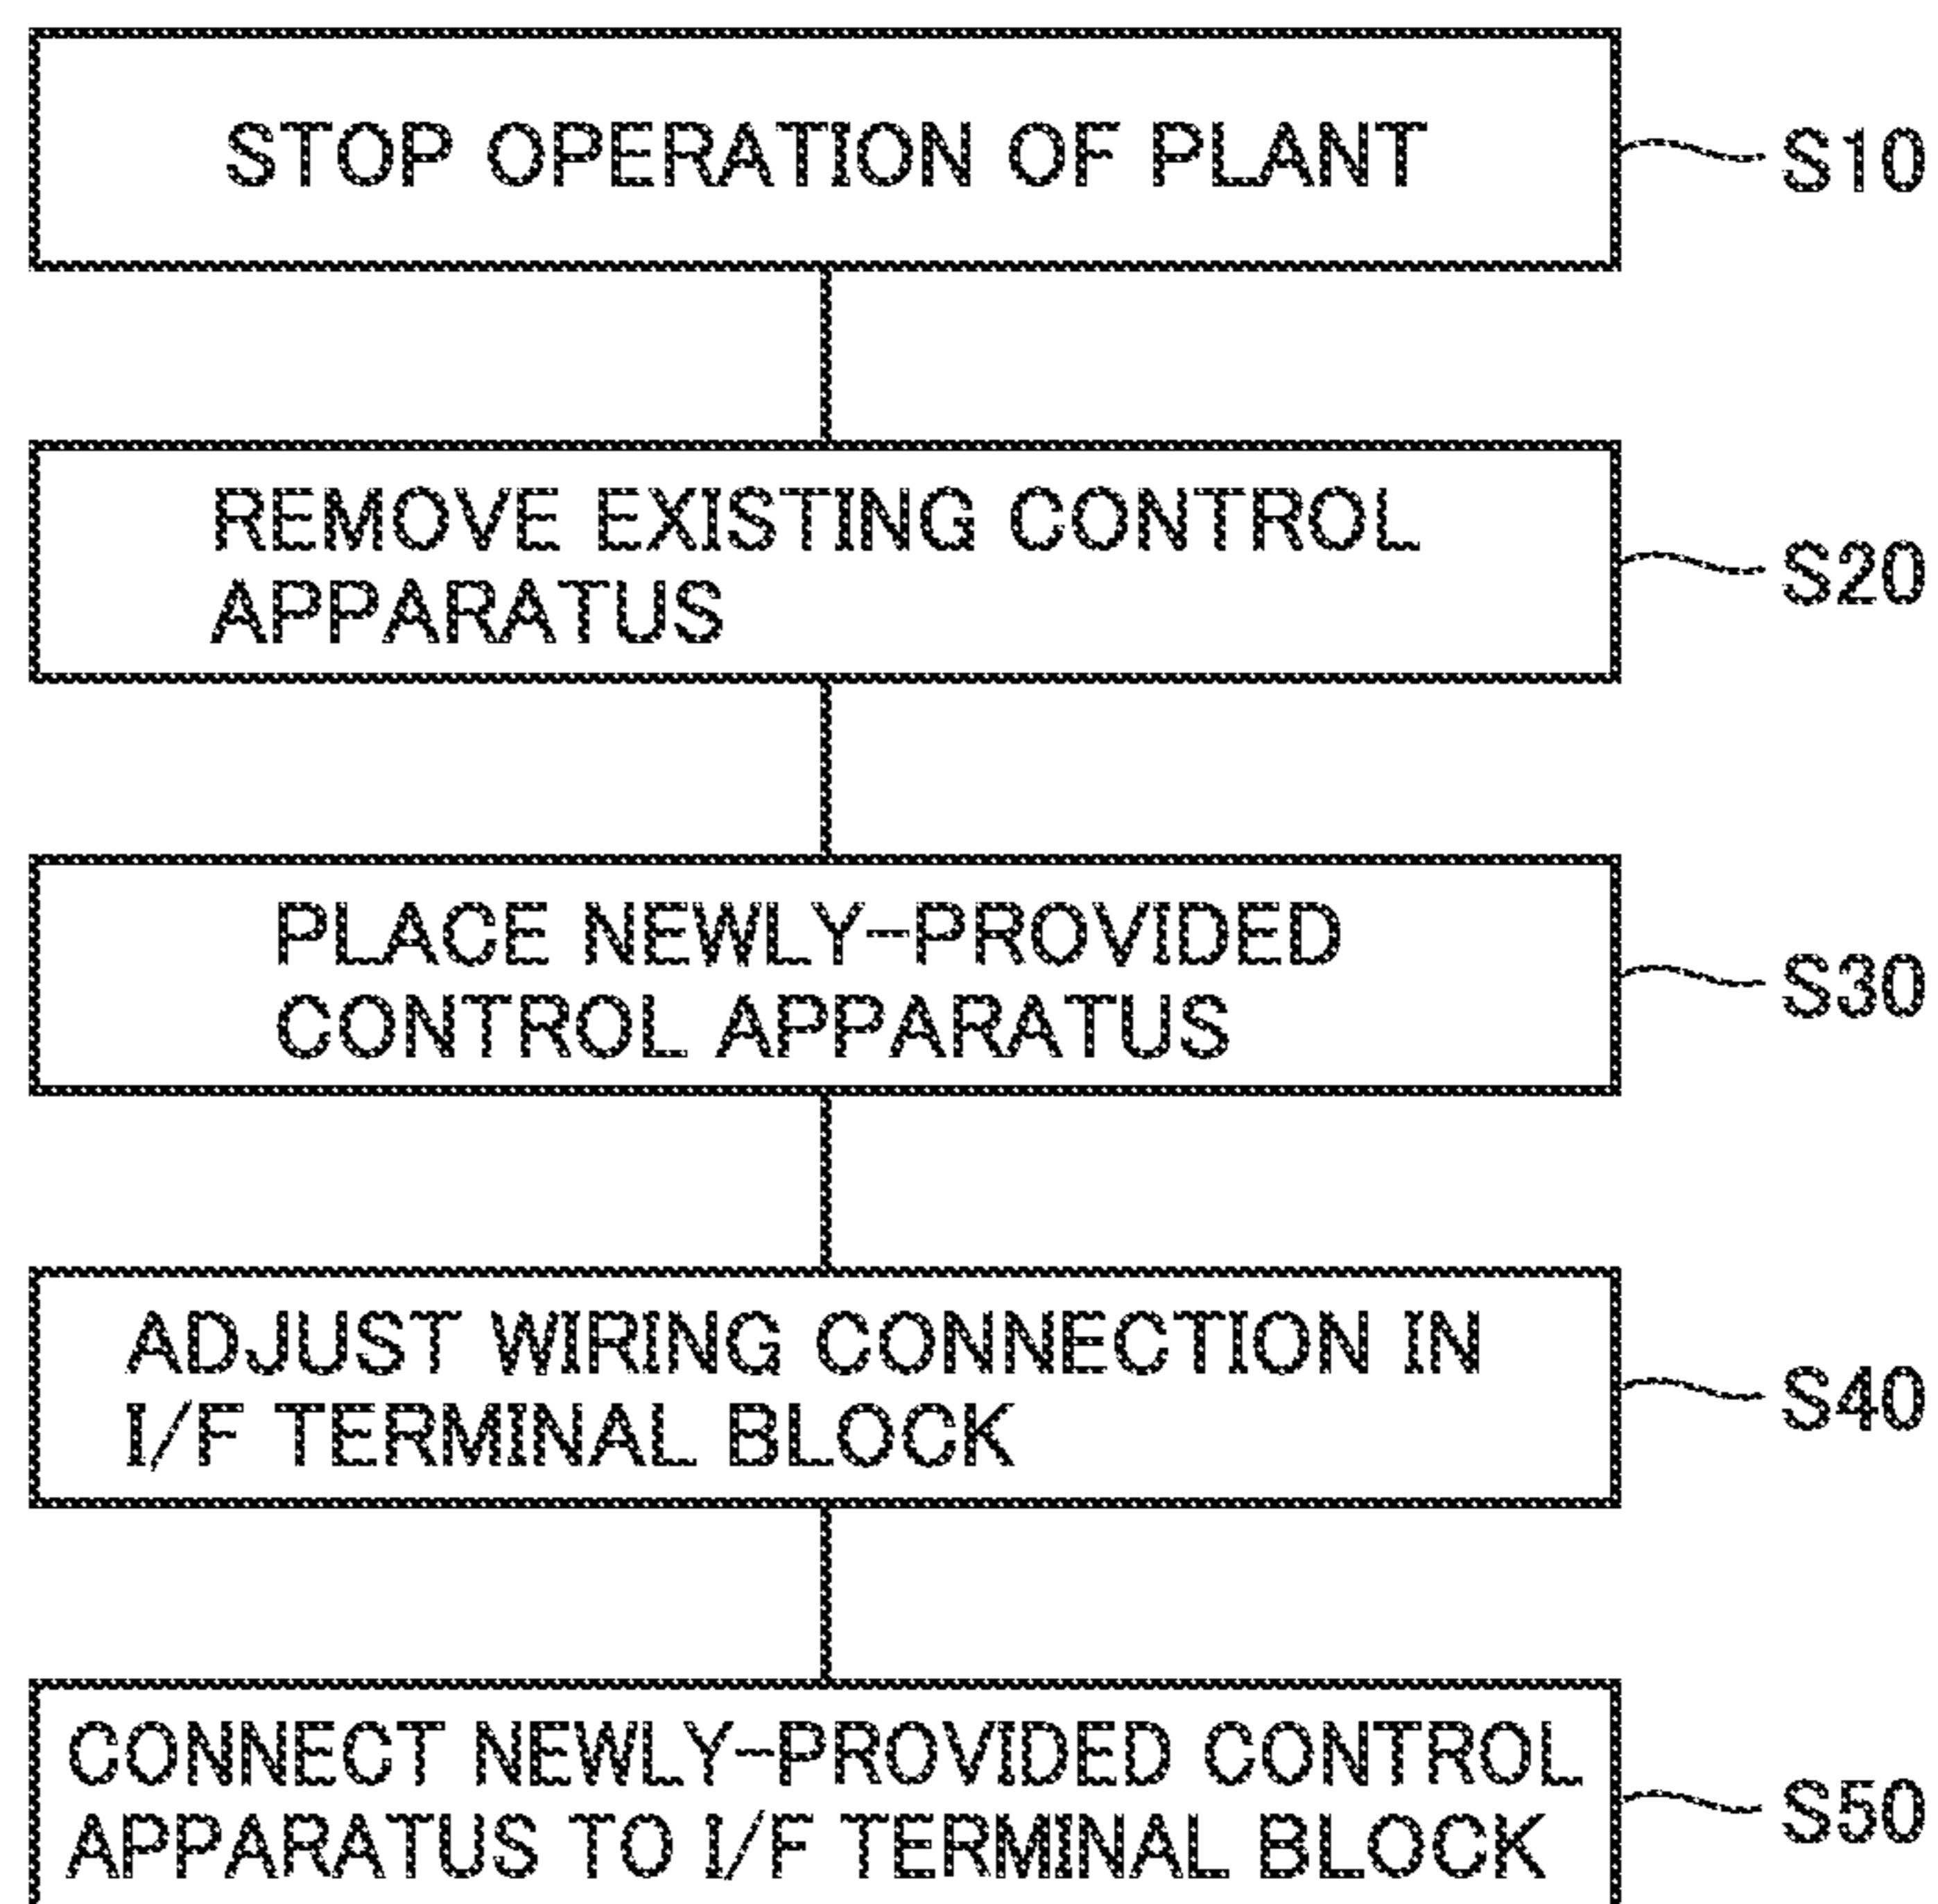 STOP OPERATION OF PLANT
S10
REMOVE EXISTING CONTROL
APPARATUS
S20
PLACE NEWLY-PROVIDED
CONTROL APPARATUS
S30
ADJUST WIRING CONNECTION IN
I/F TERMINAL BLOCK
S40
CONNECT NEWLY-PROVIDED CONTROL
APPARATUS TO I/F TERMINAL BLOCK
S50